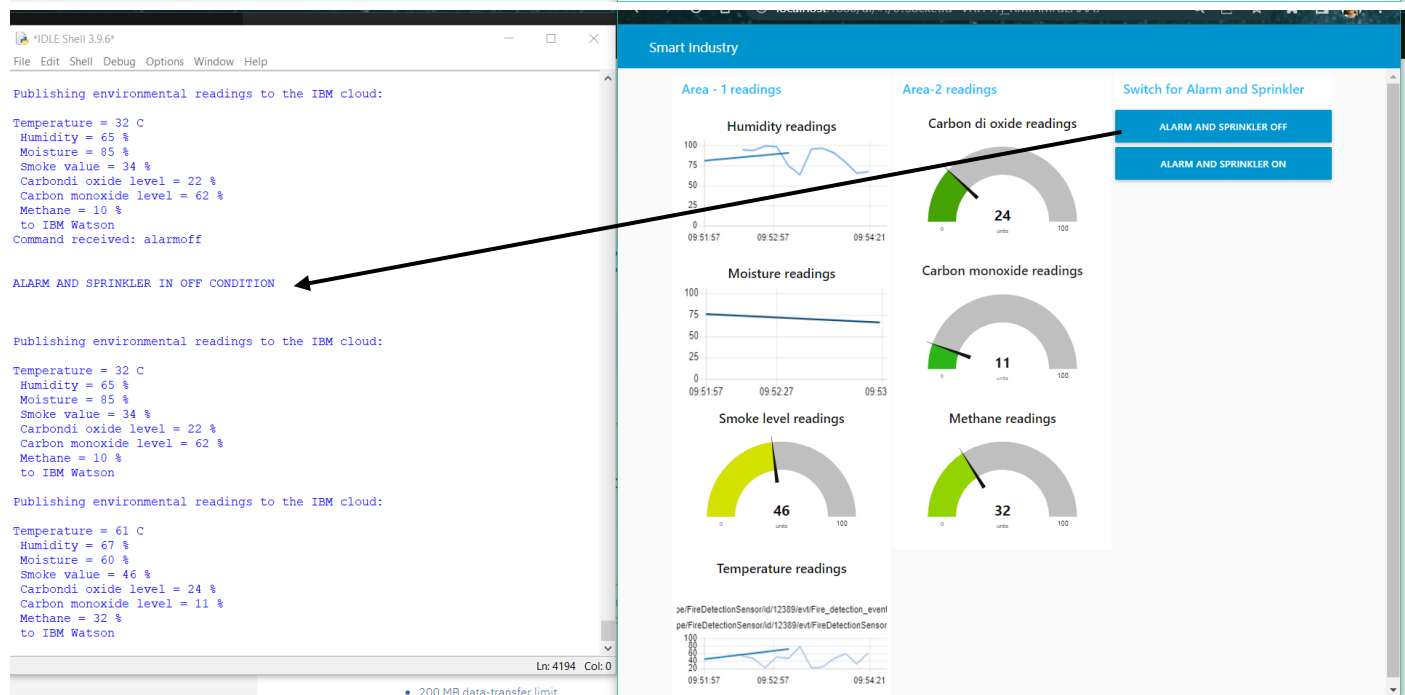 *IDLE Shell 3.9.6*
File Edit Shell Debug Options Window Help
Publishing environmental readings to the IBM cloud:
Temperature = 32 C
Humidity = 65 %
Moisture = 85 %
Smoke value = 34 %
Carbondi oxide level = 22 %
Carbon monoxide level = 62 %
Methane = 10 %
to IBM Watson
Command received: alarmoff
ALARM AND SPRINKLER IN OFF CONDITION
Publishing environmental readings to the IBM cloud:
Temperature = 32 C
Humidity = 65 %
Moisture = 85 %
Smoke value = 34 %
Carbondi oxide level = 22 %
Carbon monoxide level = 62 %
Methane = 10 %
to IBM Watson
Publishing environmental readings to the IBM cloud:
Temperature = 61 C
Humidity = 67 %
Moisture = 60 %
Smoke value = 46 %
Carbondi oxide level = 24 %
Carbon monoxide level = 11 %
Methane = 32 %
to IBM Watson
Ln: 4194 Col: 0
200 MB data-transfer limit
Smart Industry
Area - 1 readings
Humidity readings
100
75
50
25
0
09:51:57 09:52:57 09:54:21
Moisture readings
100
75
50
25
0
09:51:57 09:52:27 09:53
Smoke level readings
46
units
0 100
Temperature readings
pe/FireDetectionSensor/id/12389/evt/Fire_detection_event
pe/FireDetectionSensor/id/12389/evt/FireDetectionSensor
100
80
60
40
20
09:51:57 09:52:57 09:54:21
Area-2 readings
Carbon di oxide readings
24
units
0 100
Carbon monoxide readings
11
units
0 100
Methane readings
32
units
0 100
Switch for Alarm and Sprinkler
ALARM AND SPRINKLER OFF
ALARM AND SPRINKLER ON